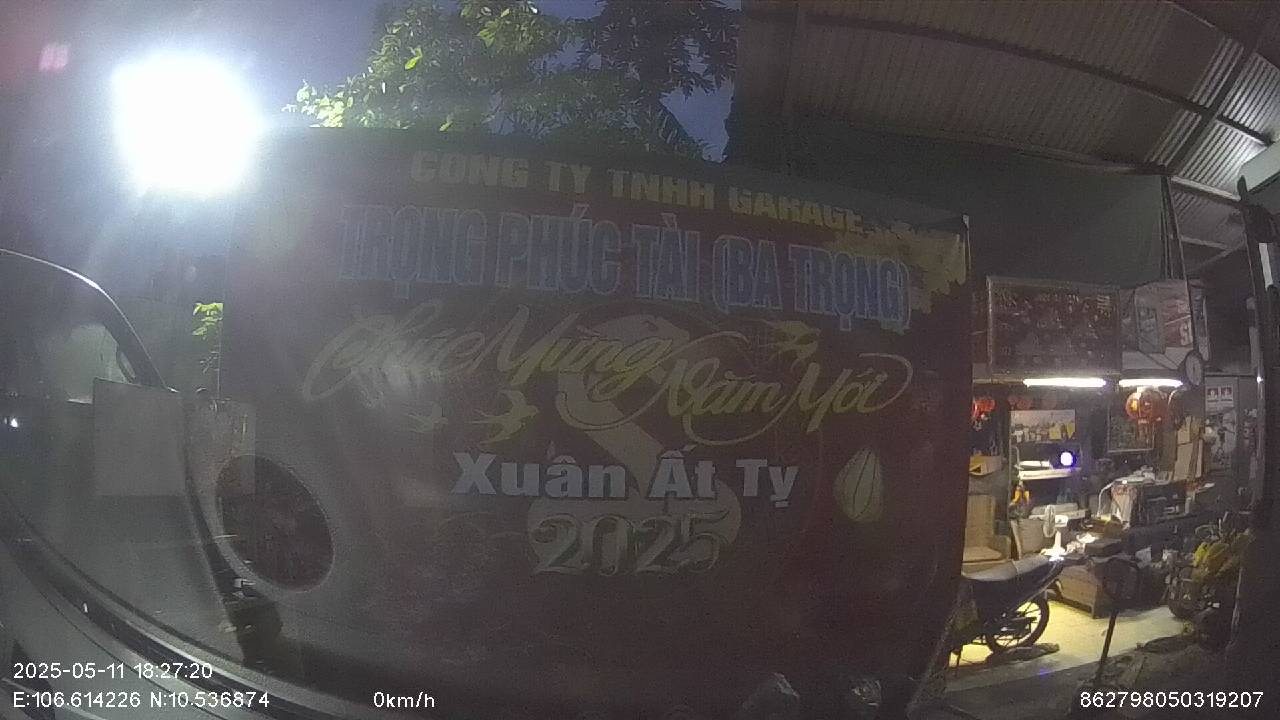 CÔNG TY TNHH GARAGE
TRỌNG PHÚC TÀI (BA TRỌNG)
Chúc Mừng Năm Mới
Xuân Ất Tỵ
2025
2025-05-11 18:27:20
E:106.614226 N:10.536874 0km/h 862798050319207